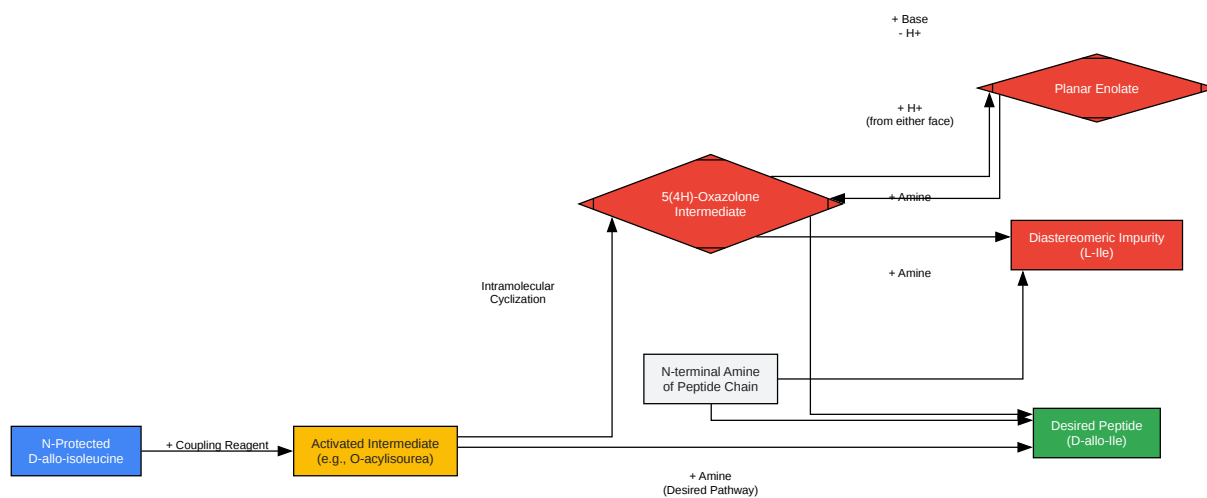 + Base
- H+
Planar Enolate
+ H+
(from either face)
5(4H)-Oxazolone
Intermediate
+ Amine
Diastereomeric Impurity
(L-Ile)
+ Amine
Intramolecular
Cyclization
N-terminal Amine
of Peptide Chain
N-Protected
D-allo-isoleucine
+ Coupling Reagent
Activated Intermediate
(e.g., O-acylisourea)
Desired Peptide
(D-allo-Ile)
+ Amine
(Desired Pathway)